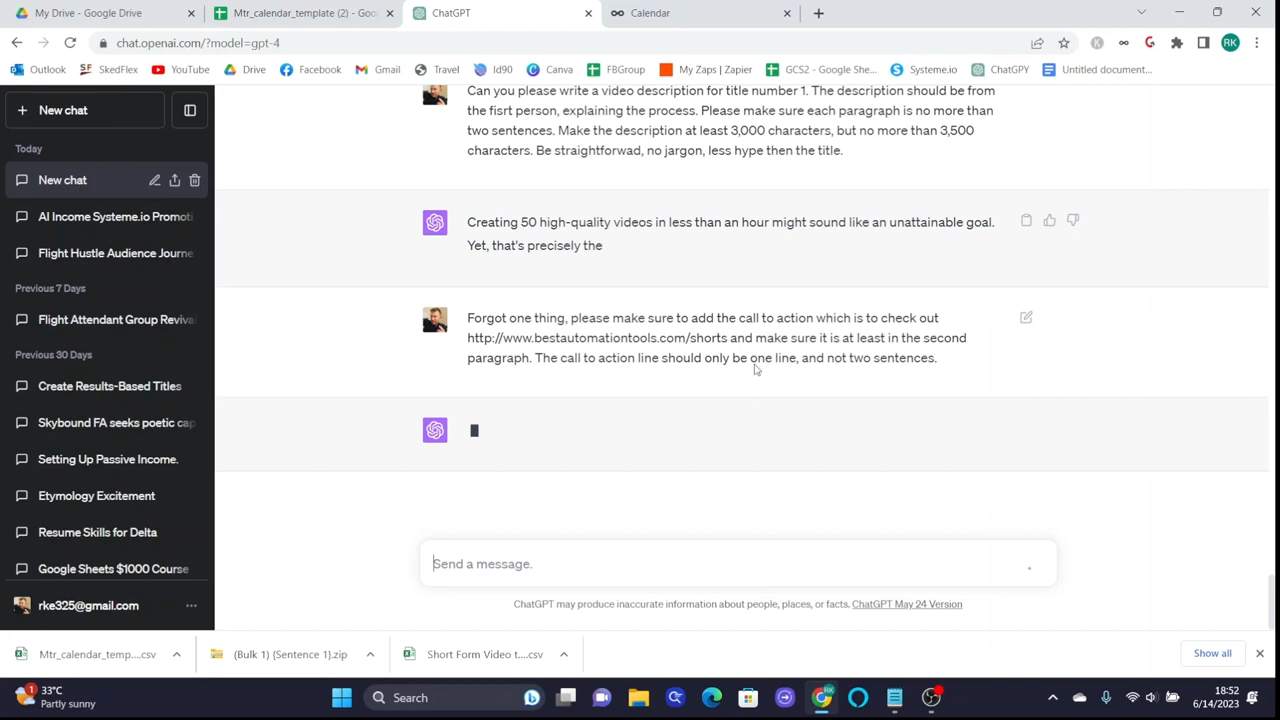 My Drive - Google Drive
Mtr_calendar_template (2) - Goo
ChatGPT
Calendar
chat.openai.com/?model=gpt-4
RK
Outlook
SkedFlex
YouTube
Drive
Facebook
Gmail
Travel
Id90
Canva
FBGroup
My Zaps | Zapier
GCS2 - Google She...
Systeme.io
ChatGPY
Untitled document...
New chat
Today
New chat
AI Income Systeme.io Promoti
Flight Hustle Audience Journe
Previous 7 Days
Flight Attendant Group Reviva
Previous 30 Days
Create Results-Based Titles
Skybound FA seeks poetic cap
Setting Up Passive Income.
Etymology Excitement
Resume Skills for Delta
Google Sheets $1000 Course
rke325@gmail.com
Can you please write a video description for title number 1. The description should be from
the fisrt person, explaining the process. Please make sure each paragraph is no more than
two sentences. Make the description at least 3,000 characters, but no more than 3,500
characters. Be straightforwad, no jargon, less hype then the title.
Creating 50 high-quality videos in less than an hour might sound like an unattainable goal.
Yet, that's precisely the
Forgot one thing, please make sure to add the call to action which is to check out
http://www.bestautomationtools.com/shorts and make sure it is at least in the second
paragraph. The call to action line should only be one line, and not two sentences.
Send a message.
ChatGPT may produce inaccurate information about people, places, or facts. ChatGPT May 24 Version
Mtr_calendar_temp....csv
(Bulk 1) {Sentence 1}.zip
Short Form Video t....csv
Show all
1
33°C
Partly sunny
Search
18:52
6/14/2023